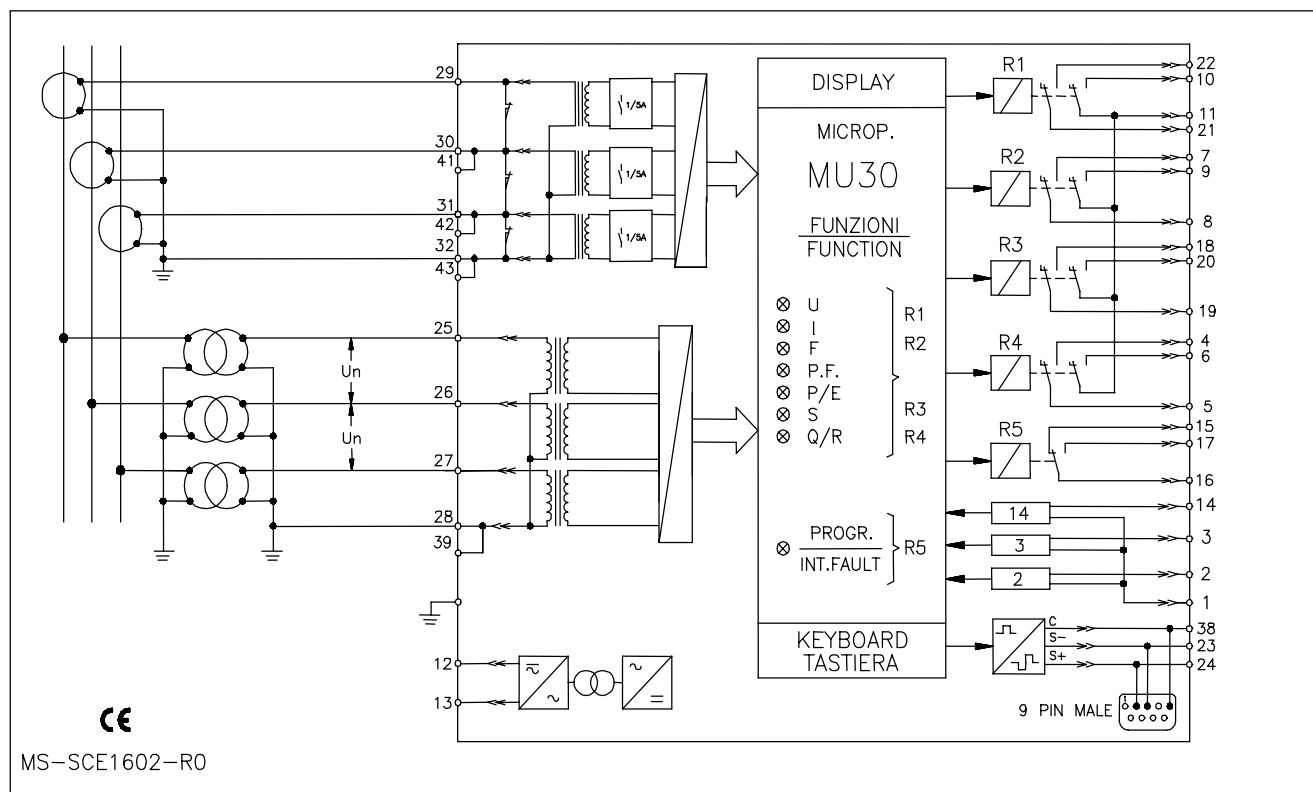 29
30
41
31
42
32
43
1/5A
1/5A
1/5A
25
26
27
28
39
Un
Un
12
13
DISPLAY
MICROP.
MU30
FUNZIONI
FUNCTION
U
I
F
P.F.
P/E
S
Q/R
R1
R2
R3
R4
PROGR.
INT.FAULT
R5
KEYBOARD
TASTIERA
R1
R2
R3
R4
R5
14
3
2
22
10
11
21
7
9
8
18
20
19
4
6
5
15
17
16
14
3
2
1
C
S-
S+
38
23
24
9 PIN MALE
1
CE
MS-SCE1602-R0